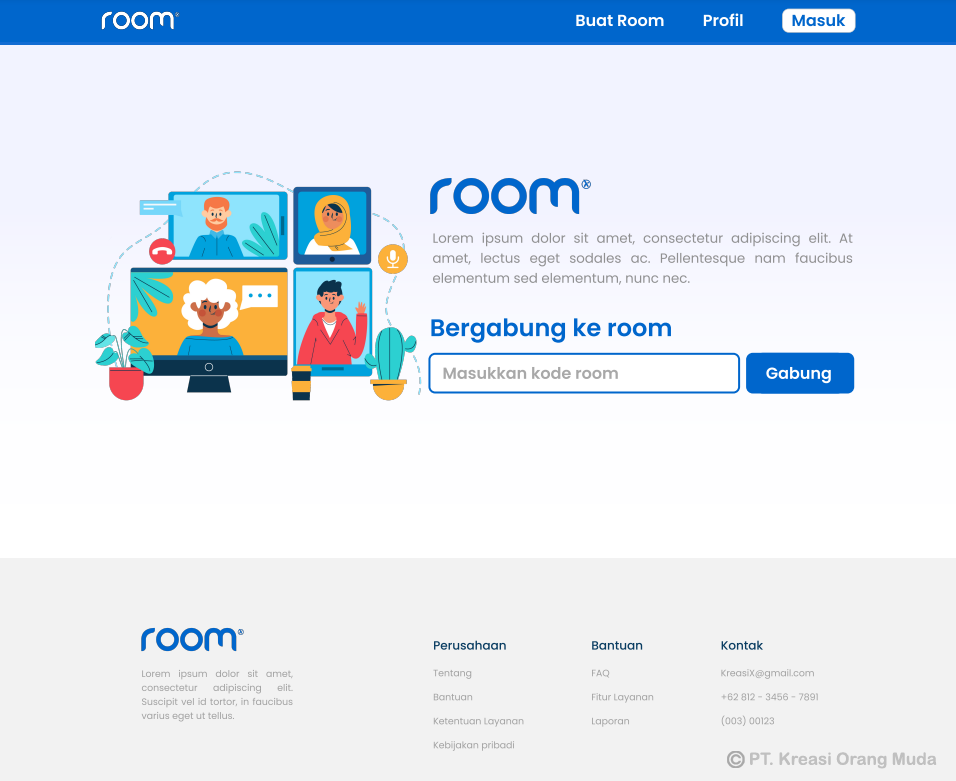 room®
Buat Room
Profil
Masuk
room®
Lorem ipsum dolor sit amet, consectetur adipiscing elit. At
amet, lectus eget sodales ac. Pellentesque nam faucibus
elementum sed elementum, nunc nec.
Bergabung ke room
Masukkan kode room
Gabung
room®
Lorem ipsum dolor sit amet,
consectetur adipiscing elit.
Suscipit vel id tortor, in faucibus
varius eget ut tellus.
Perusahaan
Tentang
Bantuan
Ketentuan Layanan
Kebijakan pribadi
Bantuan
FAQ
Fitur Layanan
Laporan
Kontak
KreasiX@gmail.com
+62 812 - 3456 - 7891
(003) 00123
© PT. Kreasi Orang Muda